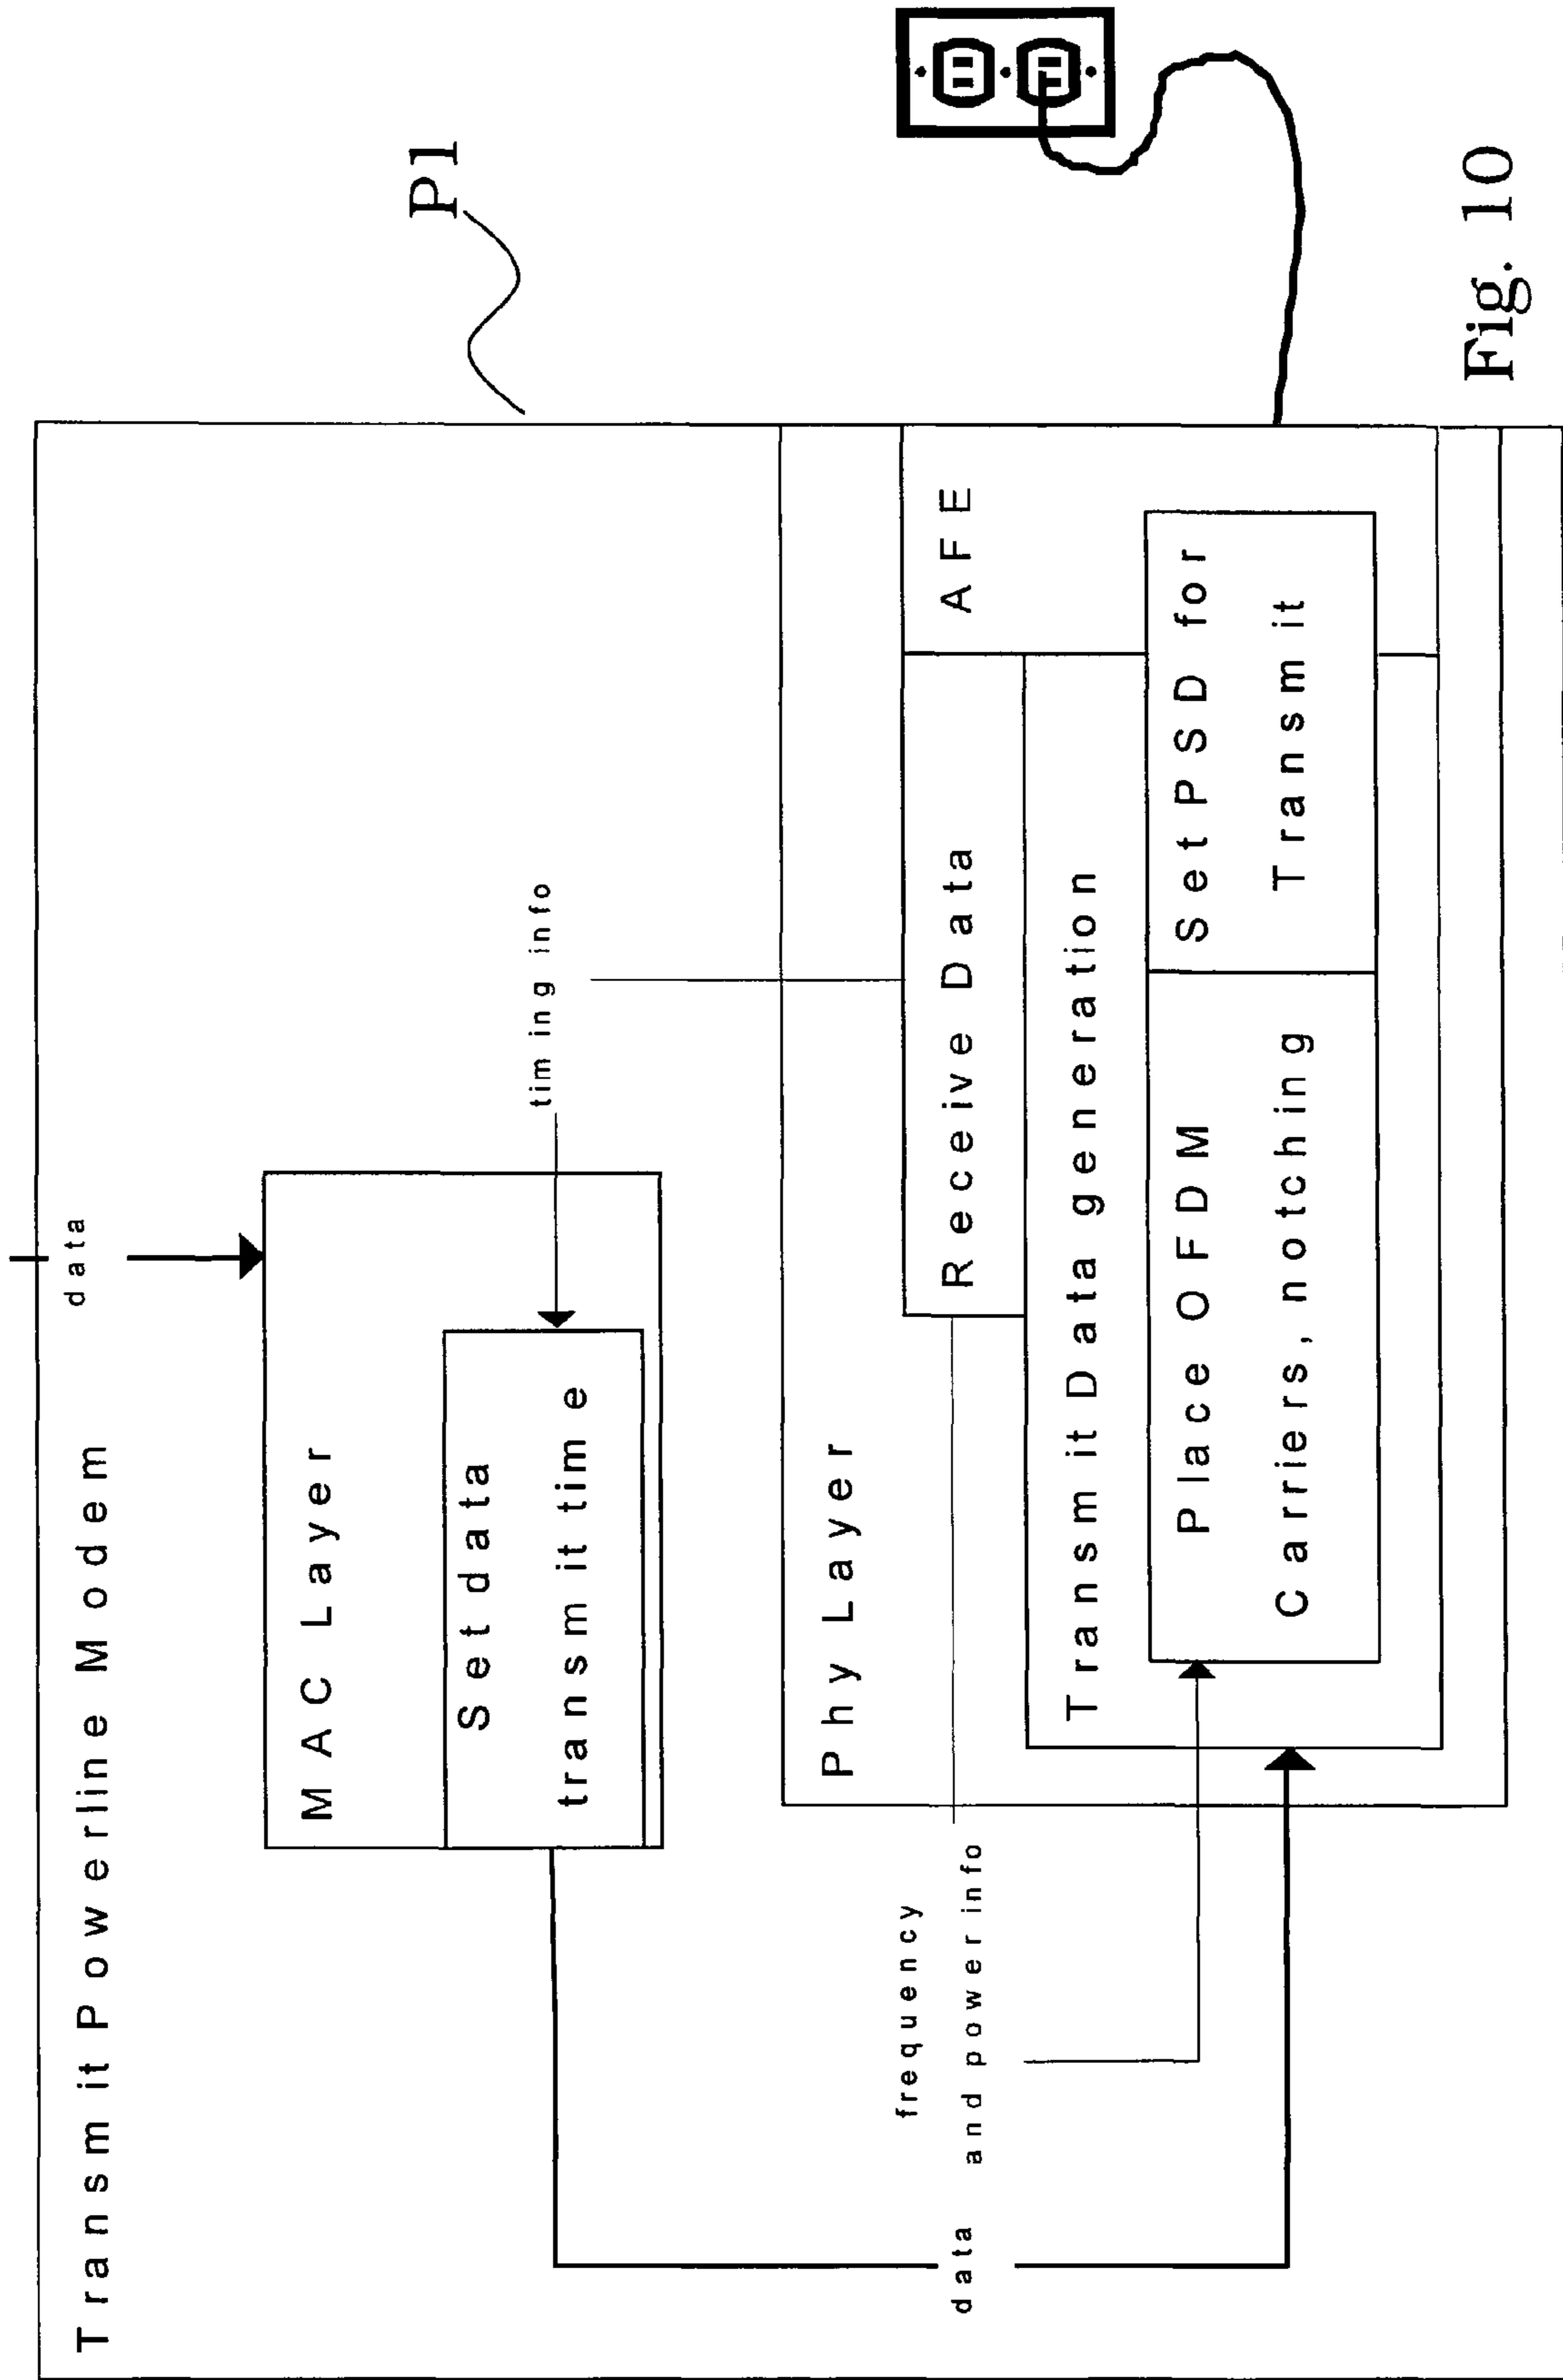 Transmit Powerline Modem
data
P1
MAC Layer
Set data
transmit time
timing info
Phy Layer
frequency
and power info
data
Receive Data
AFE
Transmit Data generation
Place OFDM
Carriers, notching
Set PSD for
Transmit
Fig. 10